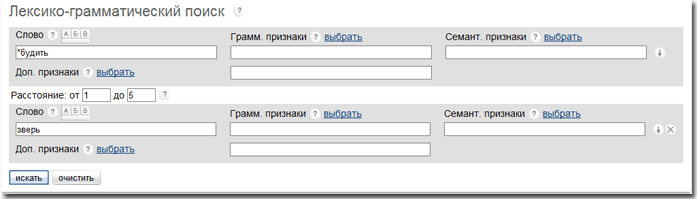 Лексико-грамматический поиск ?
Слово ? А Б В Грамм. признаки ? выбрать Семант. признаки ? выбрать
*будить
Доп. признаки ? выбрать
Расстояние: от 1 до 5 ?
Слово ? А Б В Грамм. признаки ? выбрать Семант. признаки ? выбрать
зверь
Доп. признаки ? выбрать
искать очистить